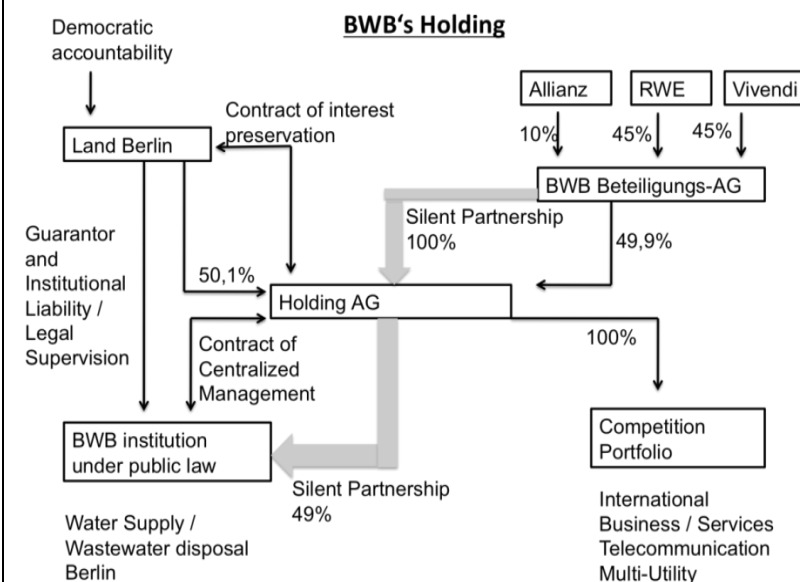 BWB‘s Holding
Democratic
accountability
Land Berlin
Contract of interest
preservation
Allianz
RWE
Vivendi
10%
45%
45%
BWB Beteiligungs-AG
Silent Partnership
100%
49,9%
Guarantor
and
Institutional
Liability /
Legal
Supervision
50,1%
Holding AG
Contract of
Centralized
Management
100%
BWB institution
under public law
Silent Partnership
49%
Competition
Portfolio
Water Supply /
Wastewater disposal
Berlin
International
Business / Services
Telecommunication
Multi-Utility